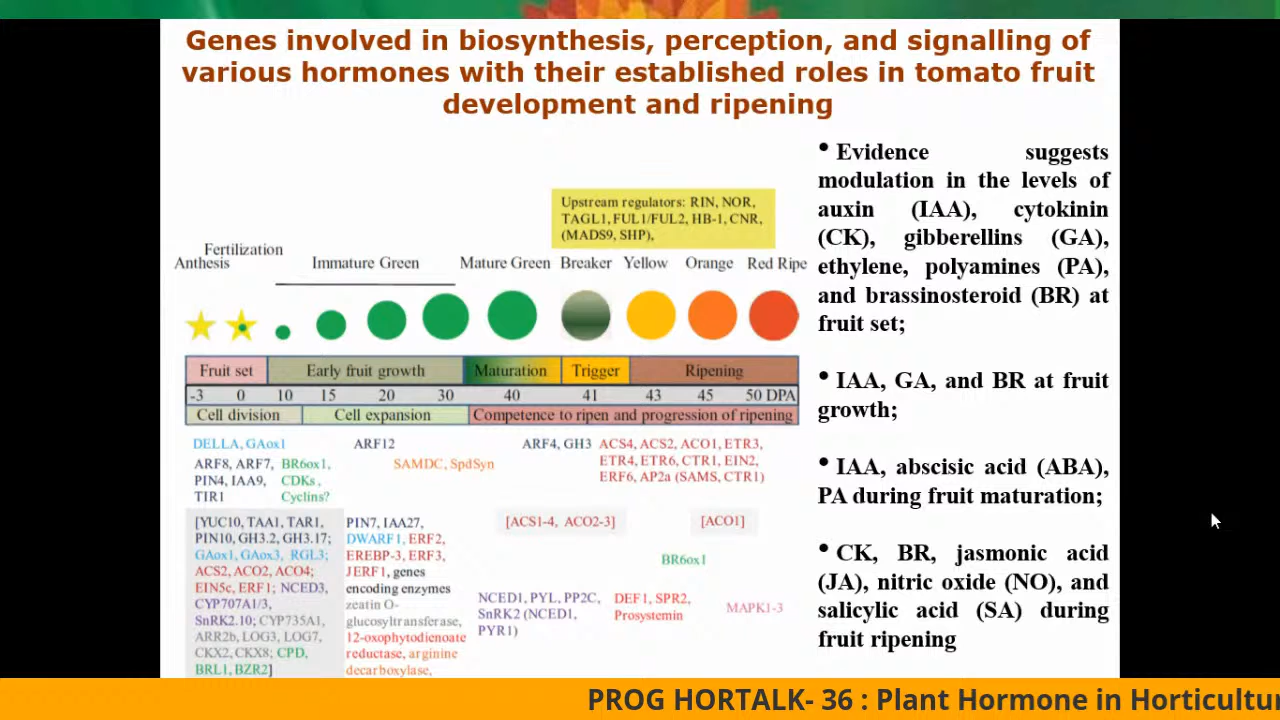 Genes involved in biosynthesis, perception, and signalling of
various hormones with their established roles in tomato fruit
development and ripening
Upstream regulators: RIN, NOR,
TAGL1, FUL1/FUL2, HB-1, CNR,
(MADS9, SHP),
Fertilization
Anthesis
Immature Green
Mature Green
Breaker
Yellow
Orange
Red Ripe
Fruit set
Early fruit growth
Maturation
Trigger
Ripening
-3 0 10 15 20 30 40 41 43 45 50 DPA
Cell division
Cell expansion
Competence to ripen and progression of ripening
DELLA, GAox1
ARF8, ARF7,
PIN4, IAA9,
TIR1
BR6ox1,
CDKs,
Cyclins?
ARF12
SAMDC, SpdSyn
ARF4, GH3
ACS4, ACS2, ACO1, ETR3,
ETR4, ETR6, CTR1, EIN2,
ERF6, AP2a (SAMS, CTR1)
[YUC10, TAA1, TAR1,
PIN10, GH3.2, GH3.17;
GAox1, GAox3, RGL3;
ACS2, ACO2, ACO4;
EIN5c, ERF1; NCED3,
CYP707A1/3,
SnRK2.10; CYP735A1,
ARR2b, LOG3, LOG7,
CKX2, CKX8; CPD,
BRL1, BZR2]
PIN7, IAA27,
DWARF1, ERF2,
EREBP-3, ERF3,
JERF1, genes
encoding enzymes
zeatin O-
glucosyltransferase,
12-oxophytodienoate
reductase, arginine
decarboxylase,
[ACS1-4, ACO2-3]
[ACO1]
BR6ox1
NCED1, PYL, PP2C,
SnRK2 (NCED1,
PYR1)
DEF1, SPR2,
Prosystemin
MAPK1-3
• Evidence suggests
modulation in the levels of
auxin (IAA), cytokinin
(CK), gibberellins (GA),
ethylene, polyamines (PA),
and brassinosteroid (BR) at
fruit set;
• IAA, GA, and BR at fruit
growth;
• IAA, abscisic acid (ABA),
PA during fruit maturation;
• CK, BR, jasmonic acid
(JA), nitric oxide (NO), and
salicylic acid (SA) during
fruit ripening
PROG HORTALK- 36 : Plant Hormone in Horticultu